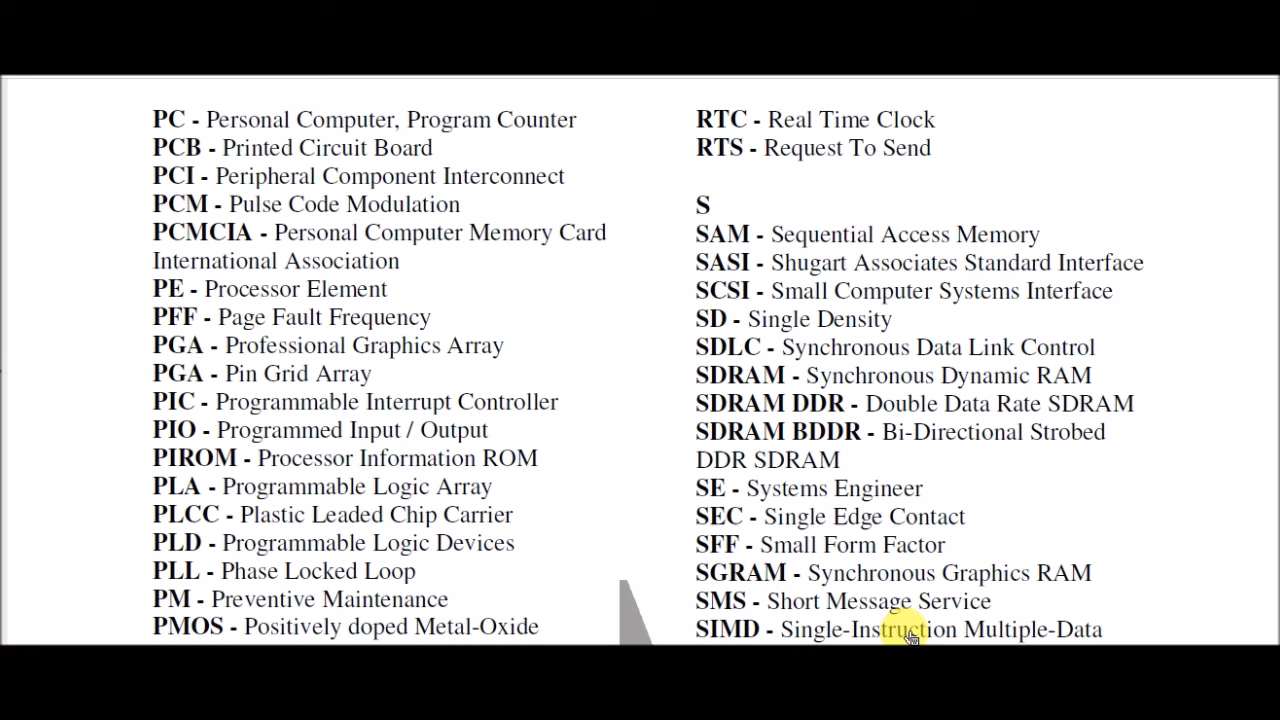 PC - Personal Computer, Program Counter
PCB - Printed Circuit Board
PCI - Peripheral Component Interconnect
PCM - Pulse Code Modulation
PCMCIA - Personal Computer Memory Card
International Association
PE - Processor Element
PFF - Page Fault Frequency
PGA - Professional Graphics Array
PGA - Pin Grid Array
PIC - Programmable Interrupt Controller
PIO - Programmed Input / Output
PIROM - Processor Information ROM
PLA - Programmable Logic Array
PLCC - Plastic Leaded Chip Carrier
PLD - Programmable Logic Devices
PLL - Phase Locked Loop
PM - Preventive Maintenance
PMOS - Positively doped Metal-Oxide
RTC - Real Time Clock
RTS - Request To Send
S
SAM - Sequential Access Memory
SASI - Shugart Associates Standard Interface
SCSI - Small Computer Systems Interface
SD - Single Density
SDLC - Synchronous Data Link Control
SDRAM - Synchronous Dynamic RAM
SDRAM DDR - Double Data Rate SDRAM
SDRAM BDDR - Bi-Directional Strobed
DDR SDRAM
SE - Systems Engineer
SEC - Single Edge Contact
SFF - Small Form Factor
SGRAM - Synchronous Graphics RAM
SMS - Short Message Service
SIMD - Single-Instruction Multiple-Data